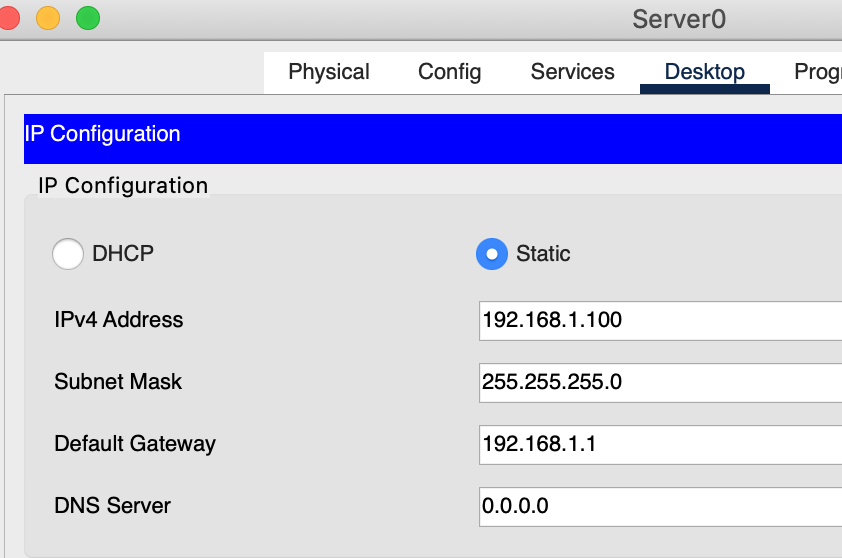 Server0
Physical Config Services Desktop
IP Configuration
IP Configuration
DHCP Static
IPv4 Address 192.168.1.100
Subnet Mask 255.255.255.0
Default Gateway 192.168.1.1
DNS Server 0.0.0.0